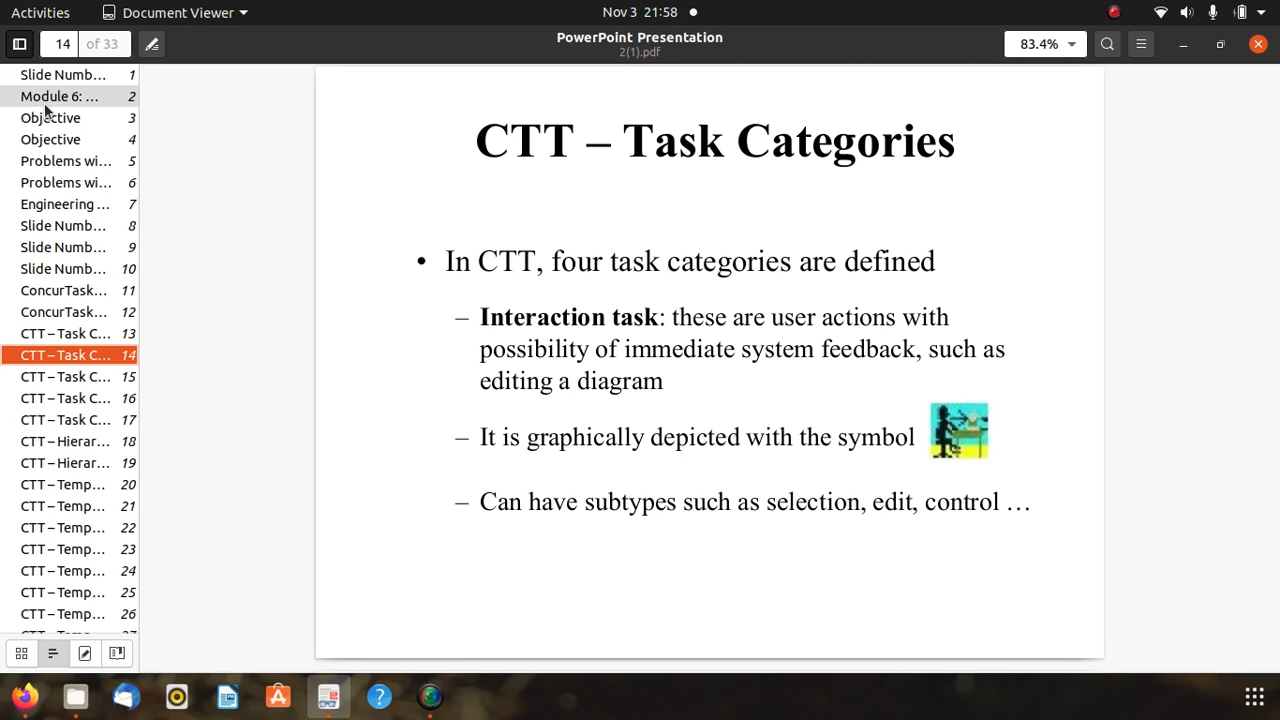 Activities
Document Viewer
Nov 3 21:58
14
of 33
PowerPoint Presentation
2(1).pdf
83.4%
Slide Numb... 1
Module 6: ... 2
Objective 3
Objective 4
Problems wi... 5
Problems wi... 6
Engineering ... 7
Slide Numb... 8
Slide Numb... 9
Slide Numb... 10
ConcurTask... 11
ConcurTask... 12
CTT – Task C... 13
CTT – Task C... 14
CTT – Task C... 15
CTT – Task C... 16
CTT – Task C... 17
CTT – Hierar... 18
CTT – Hierar... 19
CTT – Temp... 20
CTT – Temp... 21
CTT – Temp... 22
CTT – Temp... 23
CTT – Temp... 24
CTT – Temp... 25
CTT – Temp... 26
CTT – Task Categories
• In CTT, four task categories are defined
– Interaction task: these are user actions with
possibility of immediate system feedback, such as
editing a diagram
– It is graphically depicted with the symbol
– Can have subtypes such as selection, edit, control …